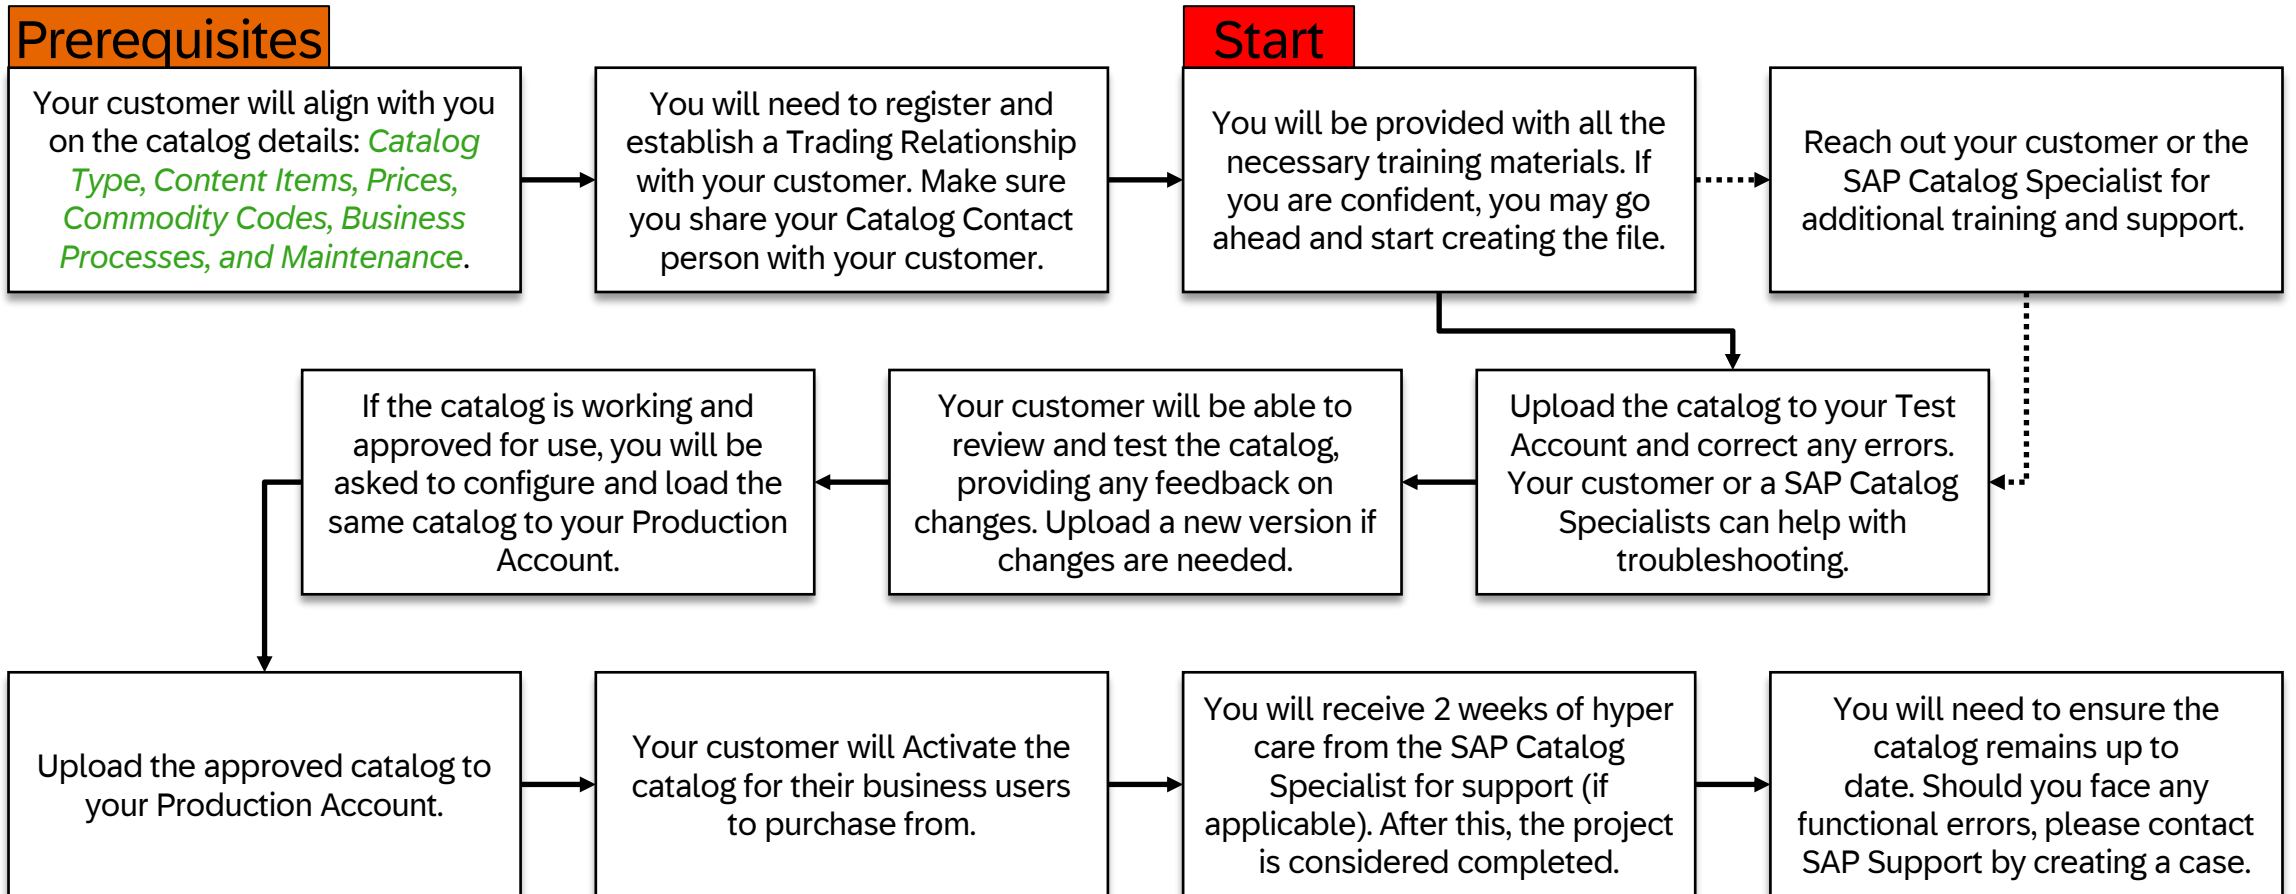 Prerequisites
Your customer will align with you
on the catalog details: Catalog
Type, Content Items, Prices,
Commodity Codes, Business
Processes, and Maintenance.
You will need to register and
establish a Trading Relationship
with your customer. Make sure
you share your Catalog Contact
person with your customer.
Start
You will be provided with all the
necessary training materials. If
you are confident, you may go
ahead and start creating the file.
Reach out your customer or the
SAP Catalog Specialist for
additional training and support.
Upload the catalog to your Test
Account and correct any errors.
Your customer or a SAP Catalog
Specialists can help with
troubleshooting.
Your customer will be able to
review and test the catalog,
providing any feedback on
changes. Upload a new version if
changes are needed.
If the catalog is working and
approved for use, you will be
asked to configure and load the
same catalog to your Production
Account.
Upload the approved catalog to
your Production Account.
Your customer will Activate the
catalog for their business users
to purchase from.
You will receive 2 weeks of hyper
care from the SAP Catalog
Specialist for support (if
applicable). After this, the project
is considered completed.
You will need to ensure the
catalog remains up to
date. Should you face any
functional errors, please contact
SAP Support by creating a case.